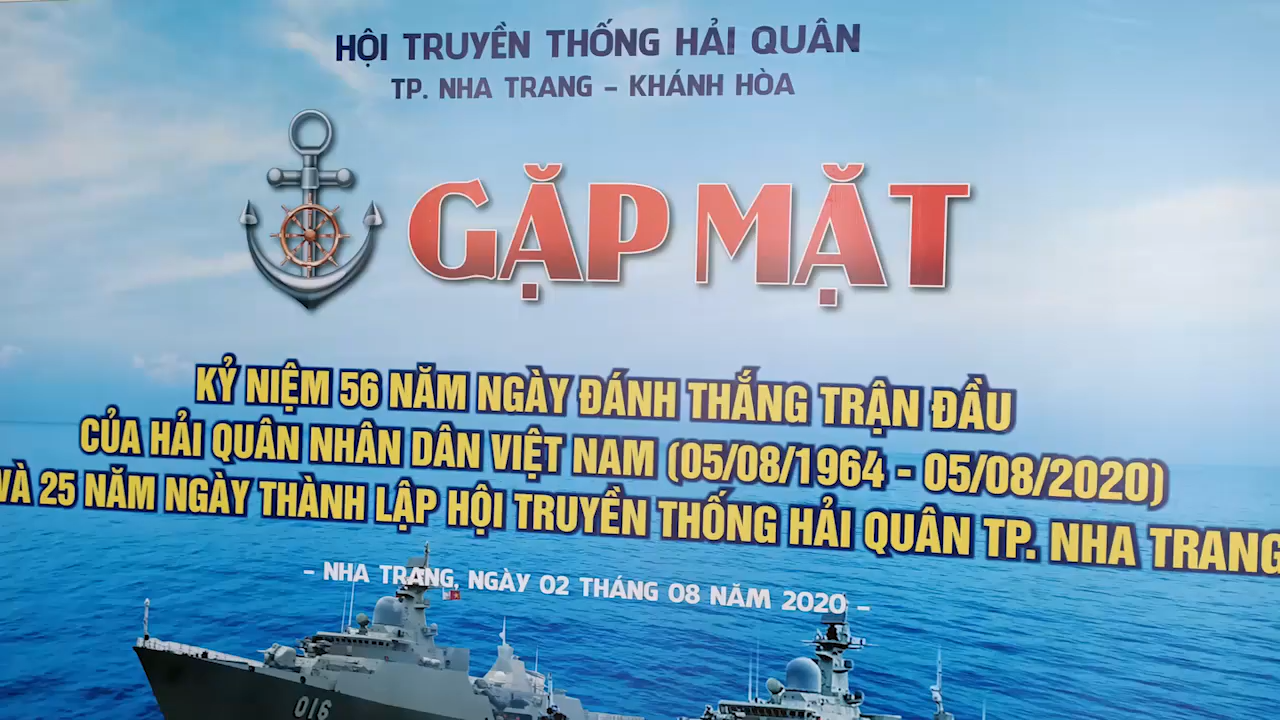 HỘI TRUYỀN THỐNG HẢI QUÂN
TP. NHA TRANG – KHÁNH HÒA
GẶP MẶT
KỶ NIỆM 56 NĂM NGÀY ĐÁNH THẮNG TRẬN ĐẦU
CỦA HẢI QUÂN NHÂN DÂN VIỆT NAM (05/08/1964 - 05/08/2020)
VÀ 25 NĂM NGÀY THÀNH LẬP HỘI TRUYỀN THỐNG HẢI QUÂN TP. NHA TRANG
– NHA TRANG, NGÀY 02 THÁNG 08 NĂM 2020 –
016